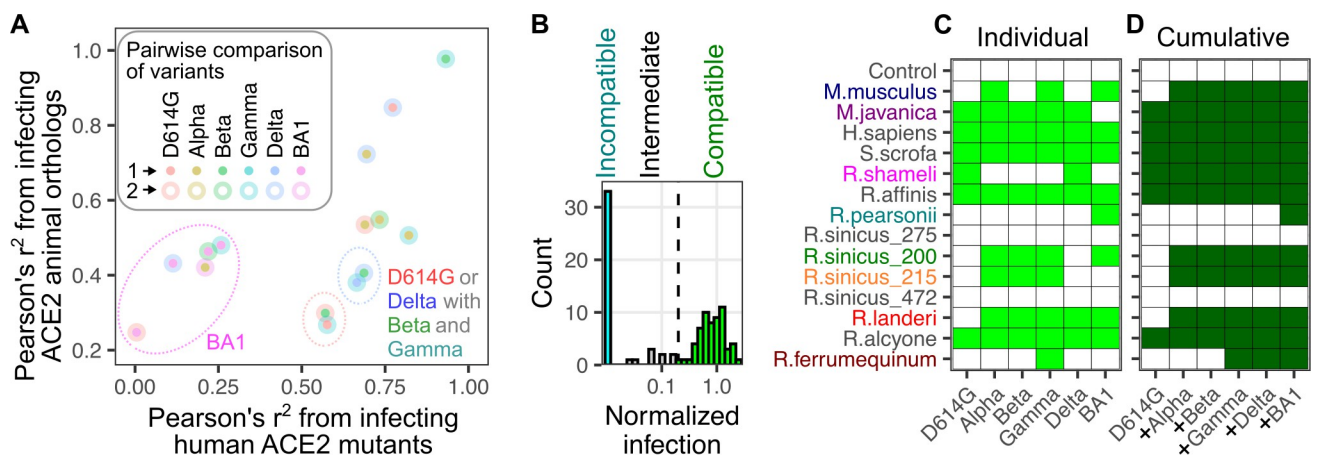 A
Pearson's r2 from infecting
ACE2 animal orthologs
1.0
0.8
0.6
0.4
0.2
Pairwise comparison
of variants
D614G
Alpha
Beta
Gamma
Delta
BA1
1
2
BA1
D614G or
Delta with
Beta and
Gamma
0.00
0.25
0.50
0.75
1.00
Pearson's r2 from infecting
human ACE2 mutants
B
Incompatible
Intermediate
Compatible
Count
30
20
10
0
0.1
1.0
Normalized
infection
C
Individual
Control
M.musculus
M.javanica
H.sapiens
S.scrofa
R.shameli
R.affinis
R.pearsonii
R.sinicus_275
R.sinicus_200
R.sinicus_215
R.sinicus_472
R.landeri
R.alcyone
R.ferrumequinum
D614G
Alpha
Beta
Gamma
Delta
BA1
D
Cumulative
D614G
+Alpha
+Beta
+Gamma
+Delta
+BA1